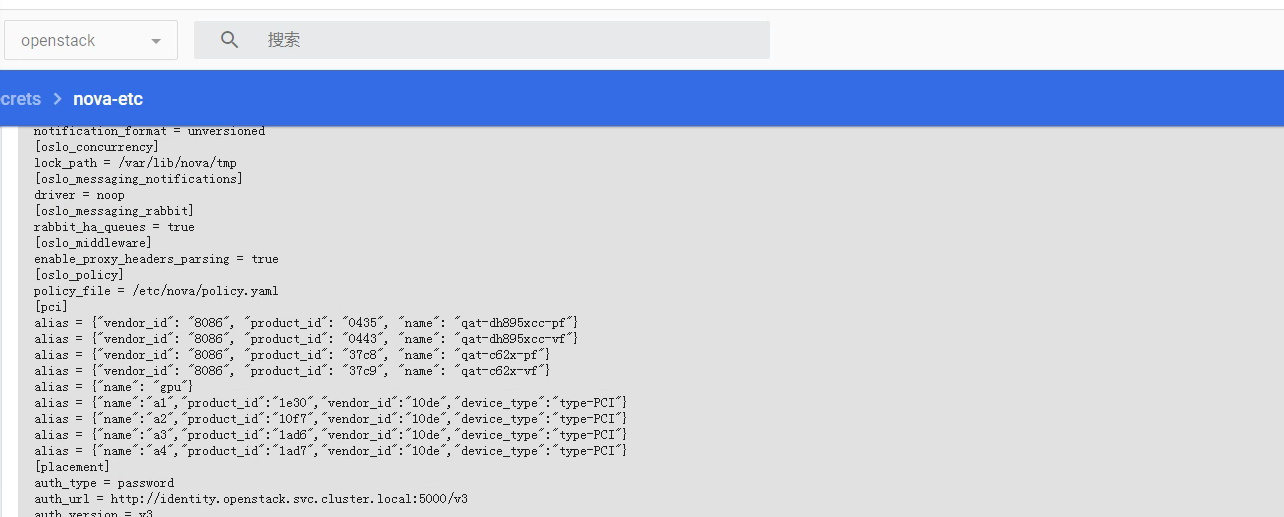 openstack
搜索
crets > nova-etc
notification_format = unversioned
[oslo_concurrency]
lock_path = /var/lib/nova/tmp
[oslo_messaging_notifications]
driver = noop
[oslo_messaging_rabbit]
rabbit_ha_queues = true
[oslo_middleware]
enable_proxy_headers_parsing = true
[oslo_policy]
policy_file = /etc/nova/policy.yaml
[pci]
alias = {"vendor_id": "8086", "product_id": "0435", "name": "qat-dh895xcc-pf"}
alias = {"vendor_id": "8086", "product_id": "0443", "name": "qat-dh895xcc-vf"}
alias = {"vendor_id": "8086", "product_id": "37c8", "name": "qat-c62x-pf"}
alias = {"vendor_id": "8086", "product_id": "37c9", "name": "qat-c62x-vf"}
alias = {"name": "gpu"}
alias = {"name":"a1","product_id":"1e30","vendor_id":"10de","device_type":"type-PCI"}
alias = {"name":"a2","product_id":"10f7","vendor_id":"10de","device_type":"type-PCI"}
alias = {"name":"a3","product_id":"1ad6","vendor_id":"10de","device_type":"type-PCI"}
alias = {"name":"a4","product_id":"1ad7","vendor_id":"10de","device_type":"type-PCI"}
[placement]
auth_type = password
auth_url = http://identity.openstack.svc.cluster.local:5000/v3
auth_version = v3